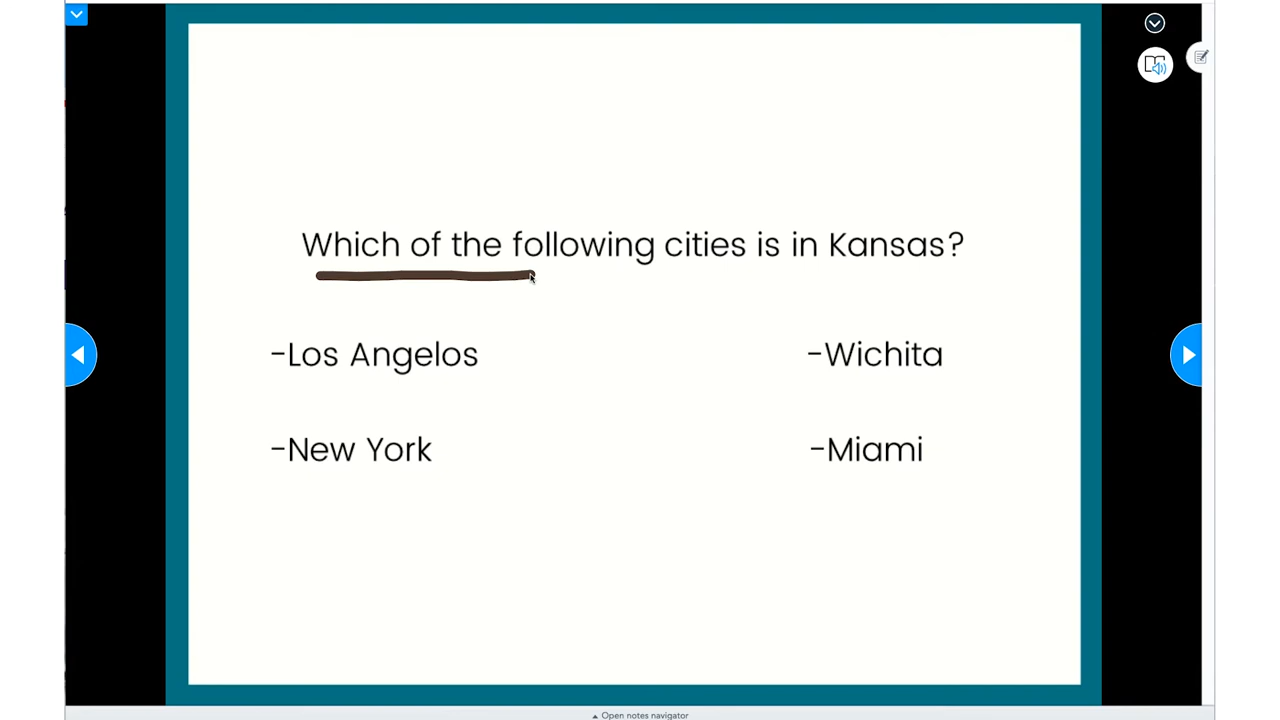 Which of the following cities is in Kansas?
-Los Angelos
-Wichita
-New York
-Miami
Open notes navigator